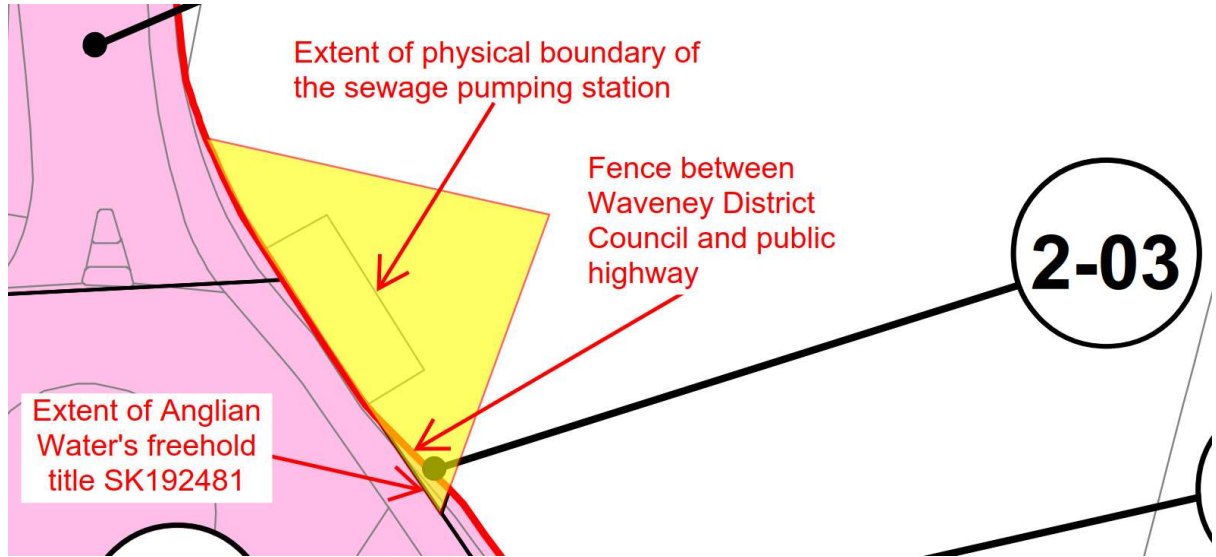 Extent of physical boundary of
the sewage pumping station
Fence between
Waveney District
Council and public
highway
2-03
Extent of Anglian
Water's freehold
title SK192481